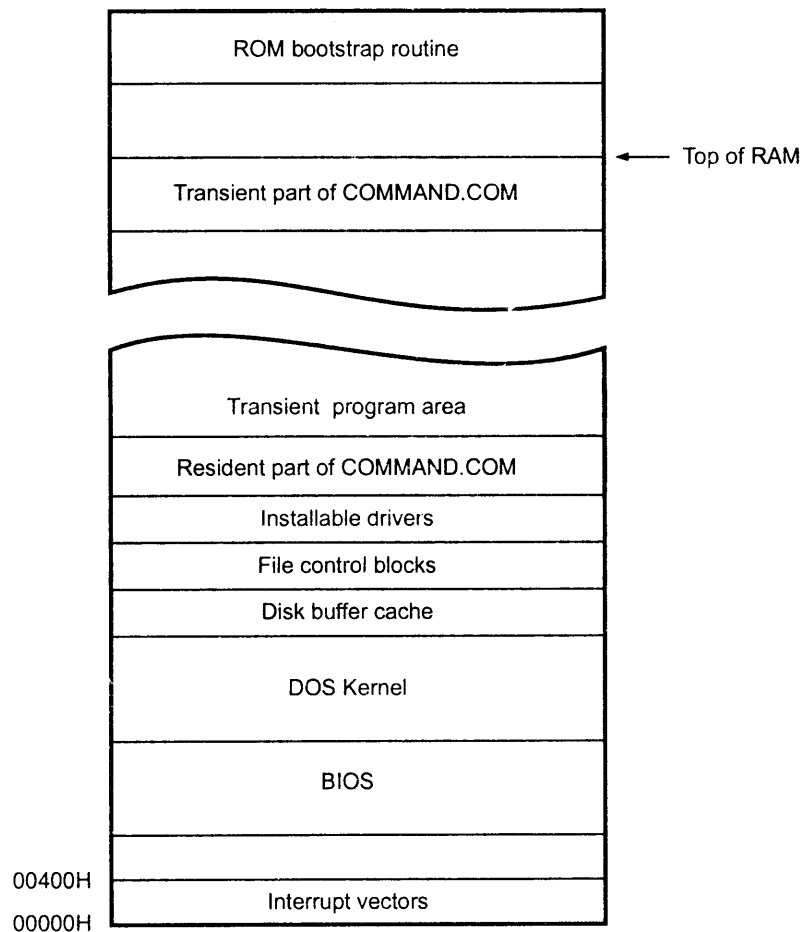 ROM bootstrap routine
Top of RAM
Transient part of COMMAND.COM
Transient program area
Resident part of COMMAND.COM
Installable drivers
File control blocks
Disk buffer cache
DOS Kernel
BIOS
00400H
Interrupt vectors
00000H